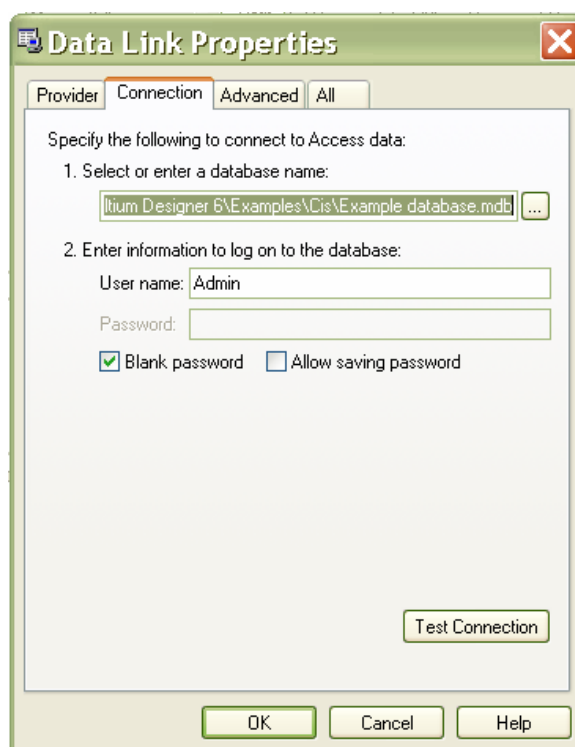 Data Link Properties
Provider Connection Advanced All
Specify the following to connect to Access data:
1. Select or enter a database name:
ltium Designer 6\Examples\Cis\Example database.mdb ...
2. Enter information to log on to the database:
User name: Admin
Password:
Blank password Allow saving password
Test Connection
OK Cancel Help